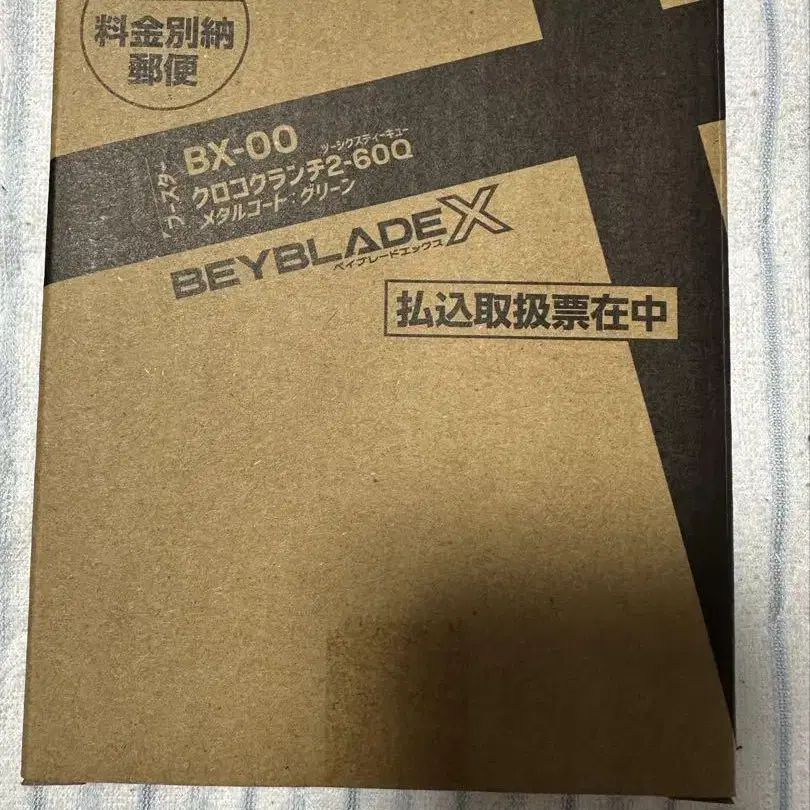 料金別納
郵便
ブースター
BX-00
ツーシックスティーキュー
クロコクランチ2-60Q
メタルコート:グリーン
BEYBLADE X
ベイブレードエックス
払込取扱票在中